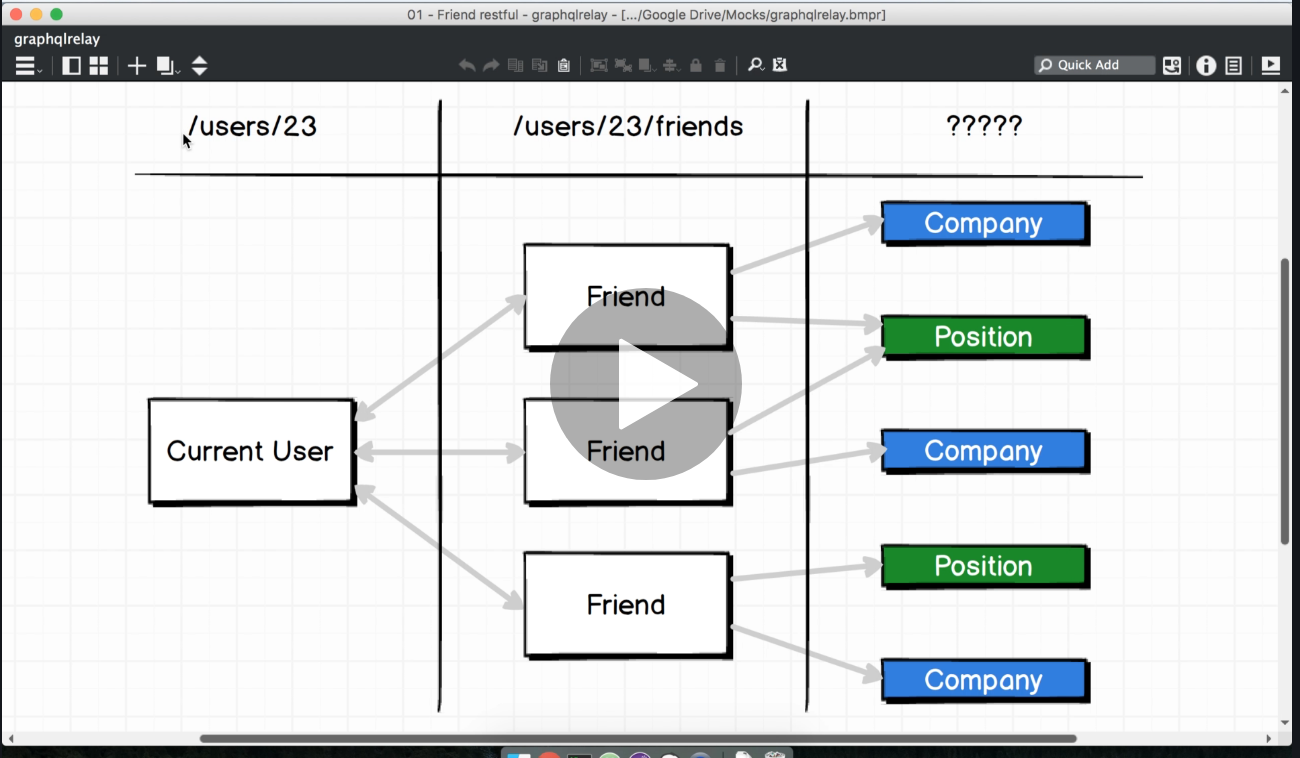 01 - Friend restful - graphqlrelay - [.../Google Drive/Mocks/graphqlrelay.bmpr]
graphqlrelay
Quick Add
/users/23
/users/23/friends
?????
Company
Friend
Position
Current User
Friend
Company
Position
Friend
Company